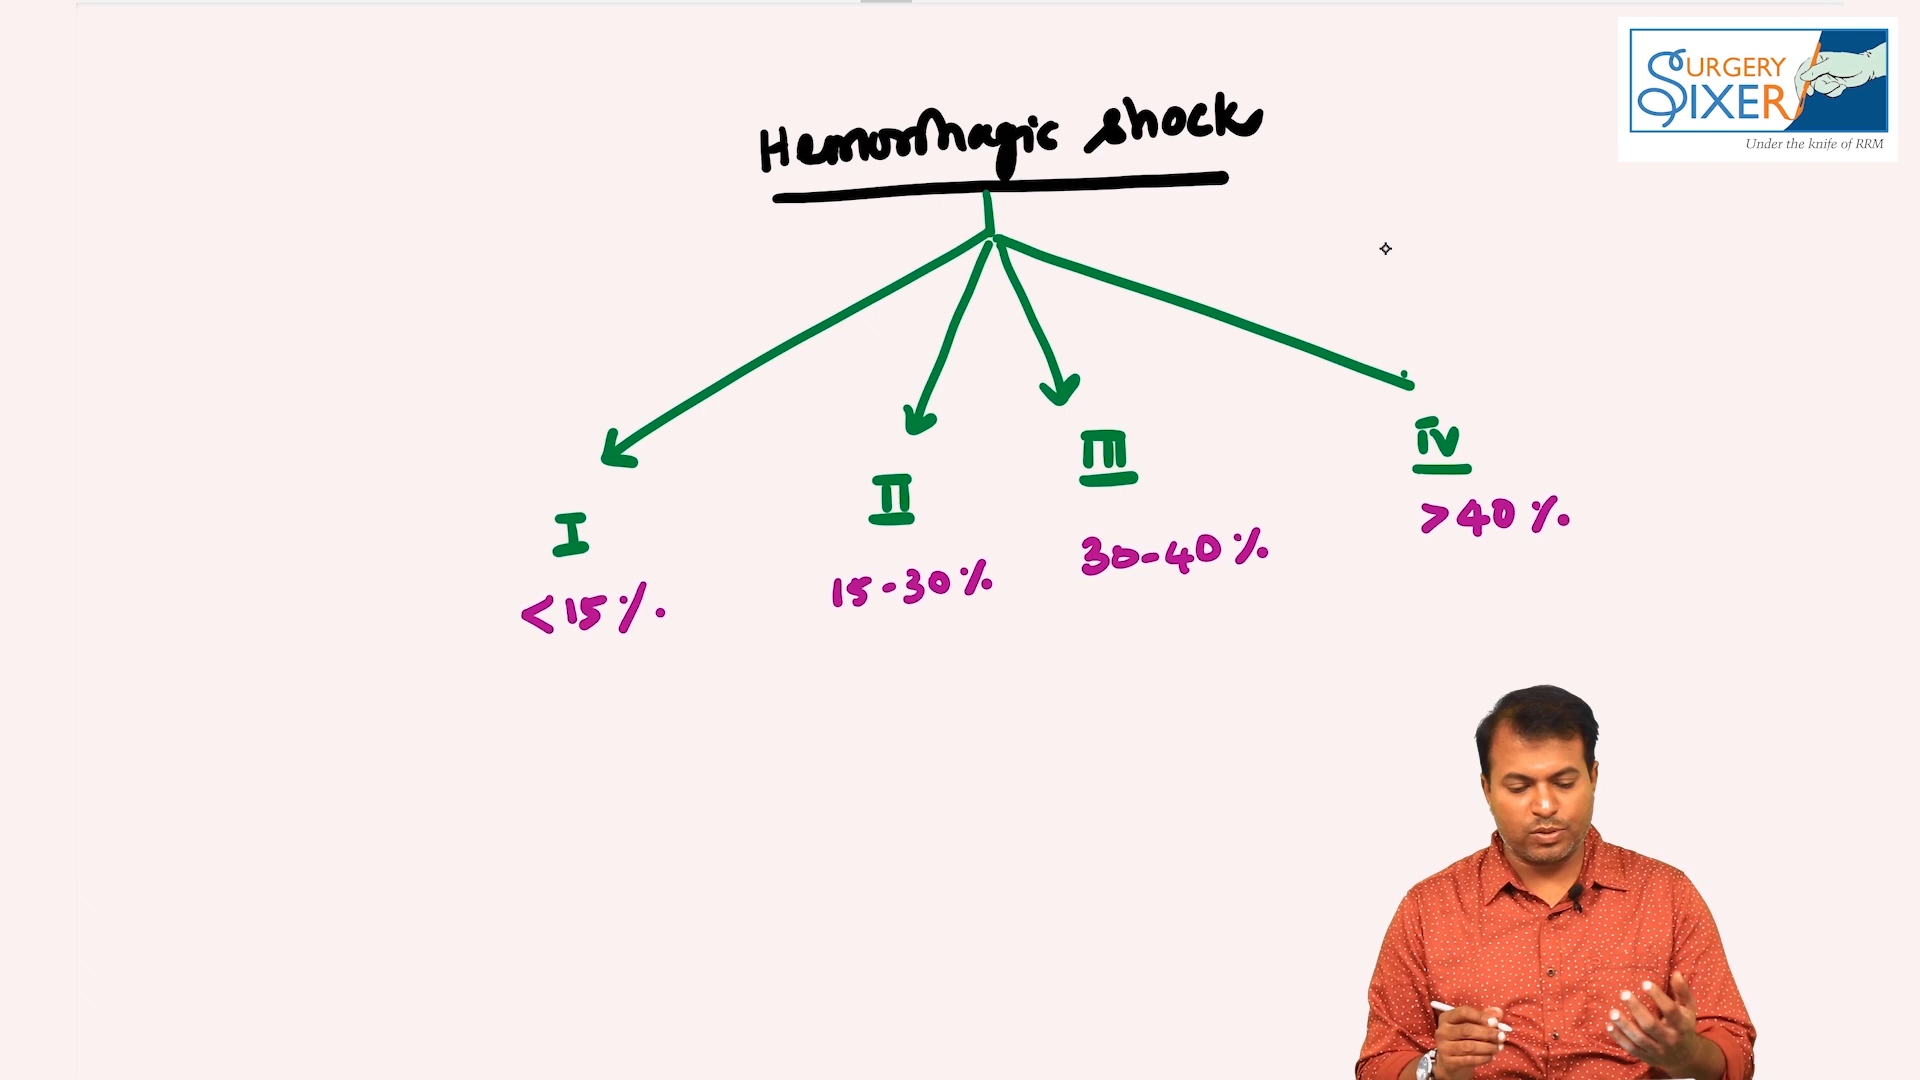 SURGERY
SIXER
Under the knife of RRM
Hemorrhagic shock
I
II
III
IV
<15%.
15-30%
30-40%.
>40%.